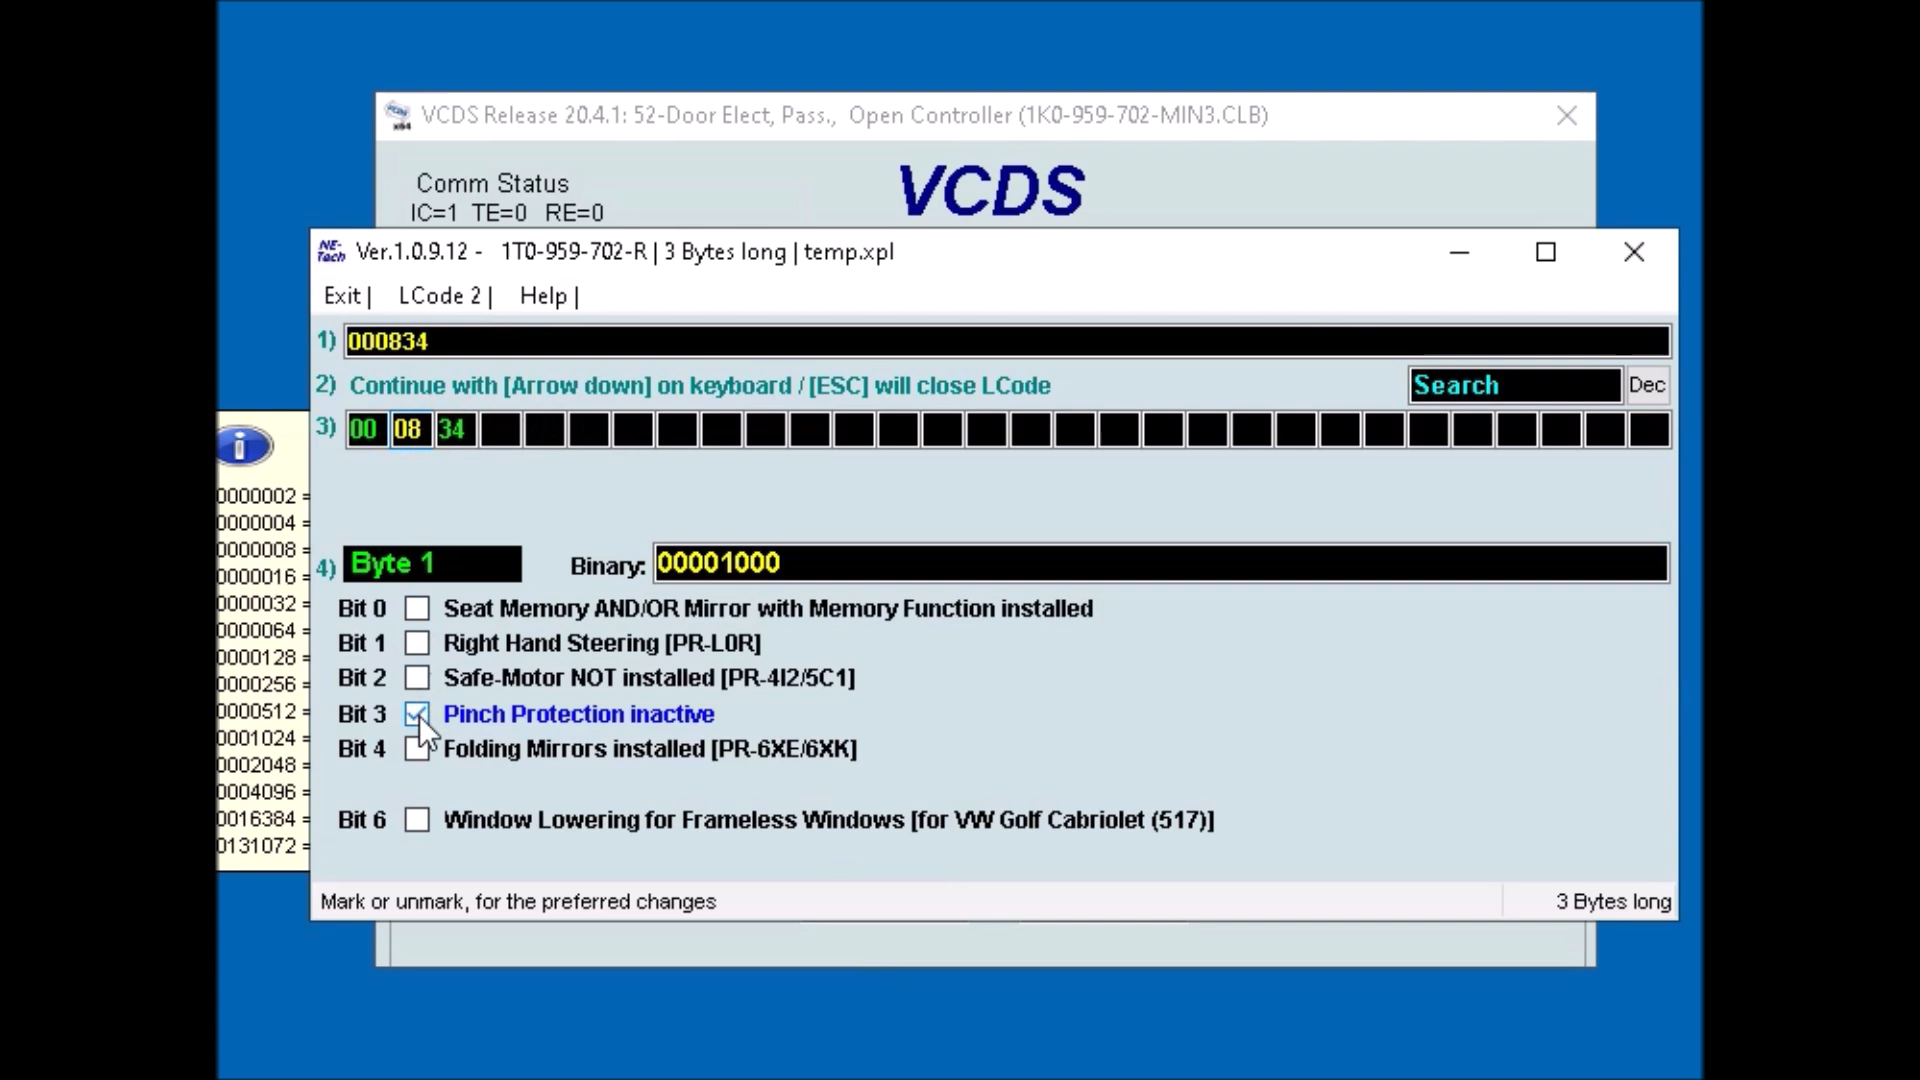 VCDS Release 20.4.1: 52-Door Elect, Pass., Open Controller (1K0-959-702-MIN3.CLB)
Comm Status
IC=1 TE=0 RE=0
VCDS
NE-Tech Ver.1.0.9.12 - 1T0-959-702-R | 3 Bytes long | temp.xpl
Exit | LCode 2 | Help |
1) 000834
2) Continue with [Arrow down] on keyboard / [ESC] will close LCode Search Dec
3) 00 08 34
0000002 =
0000004 =
0000008 =
0000016 =
0000032 =
0000064 =
0000128 =
0000256 =
0000512 =
0001024 =
0002048 =
0004096 =
0016384 =
0131072 =
4) Byte 1 Binary: 00001000
Bit 0 Seat Memory AND/OR Mirror with Memory Function installed
Bit 1 Right Hand Steering [PR-L0R]
Bit 2 Safe-Motor NOT installed [PR-4I2/5C1]
Bit 3 Pinch Protection inactive
Bit 4 Folding Mirrors installed [PR-6XE/6XK]
Bit 6 Window Lowering for Frameless Windows [for VW Golf Cabriolet (517)]
Mark or unmark, for the preferred changes 3 Bytes long